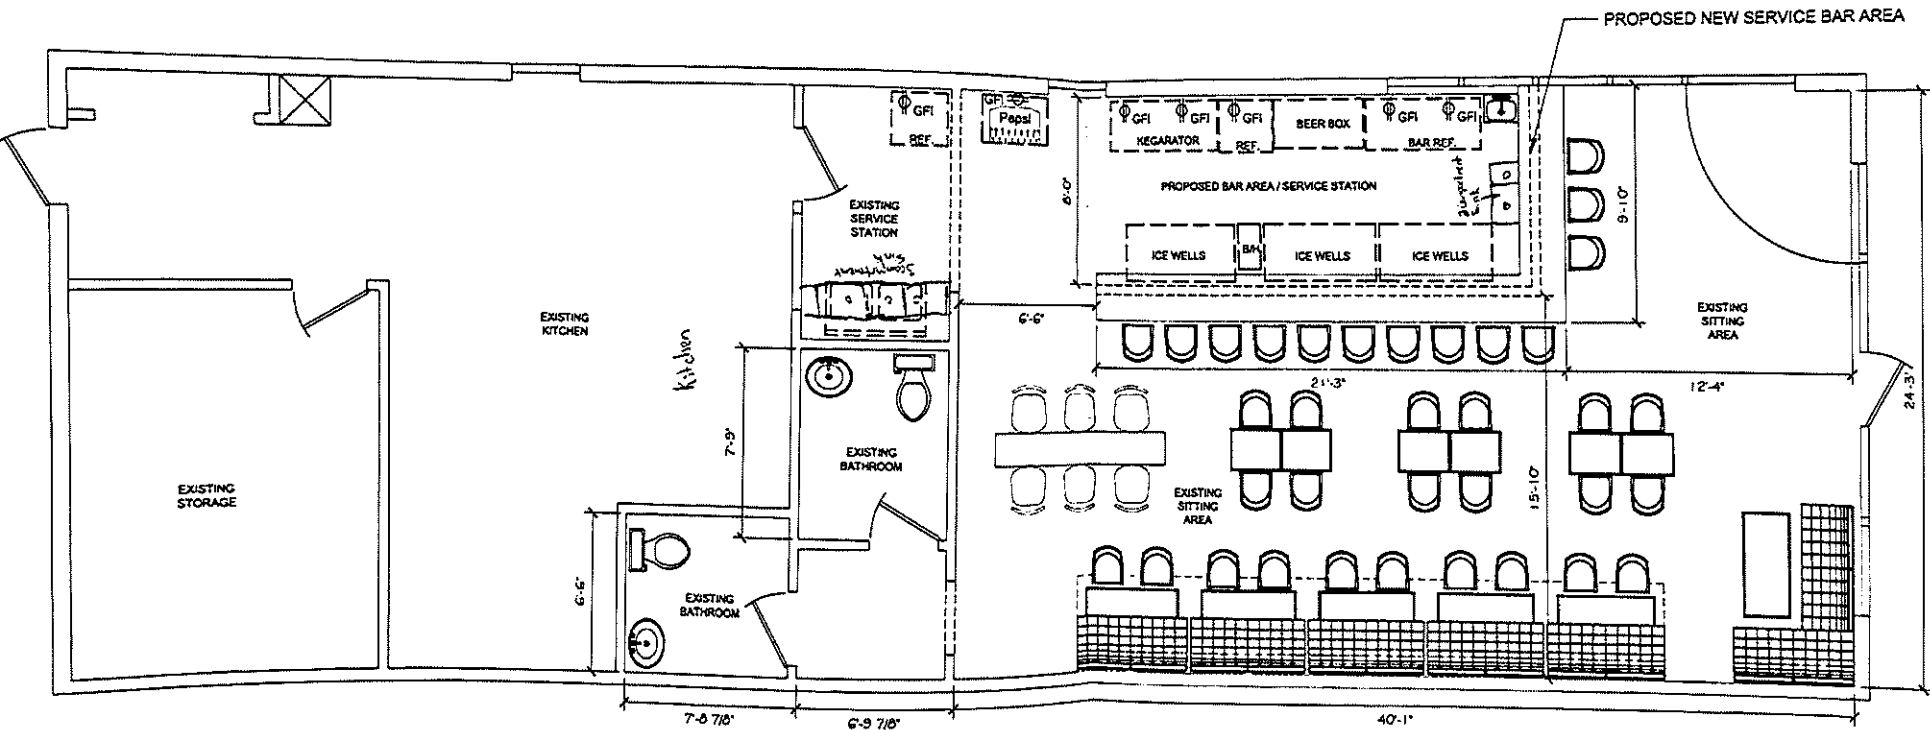 PROPOSED NEW SERVICE BAR AREA
GFI
REF.
GFI
Pepsi
GFI
GFI
KEGARATOR
GFI
REF.
BEER BOX
GFI
GFI
BAR REF.
PROPOSED BAR AREA / SERVICE STATION
8'-0"
9'-10"
EXISTING
SERVICE
STATION
ICE WELLS
ICE WELLS
ICE WELLS
Sink
EXISTING
KITCHEN
Kitchen
6'-6"
EXISTING
SITTING
AREA
21'-3"
12'-4"
24'-3"
7'-9"
EXISTING
BATHROOM
EXISTING
STORAGE
EXISTING
SITTING
AREA
15'-10"
6'-6"
EXISTING
BATHROOM
7'-8 7/8"
6'-9 7/8"
40'-1"